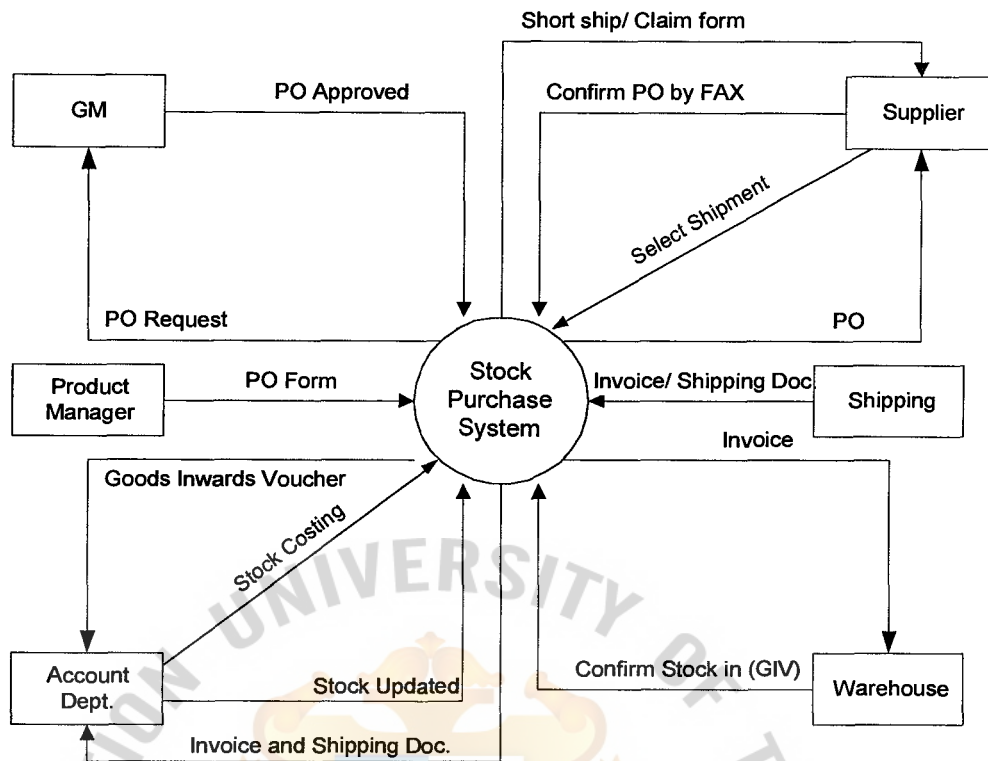 Short ship/ Claim form
GM
PO Approved
Confirm PO by FAX
Supplier
Select Shipment
PO Request
PO
Product
Manager
PO Form
Stock
Purchase
System
Invoice/ Shipping Doc
Shipping
Invoice
Goods Inwards Voucher
Stock Costing
Account
Dept.
Stock Updated
Confirm Stock in (GIV)
Warehouse
Invoice and Shipping Doc.
UNIVERSITY OF